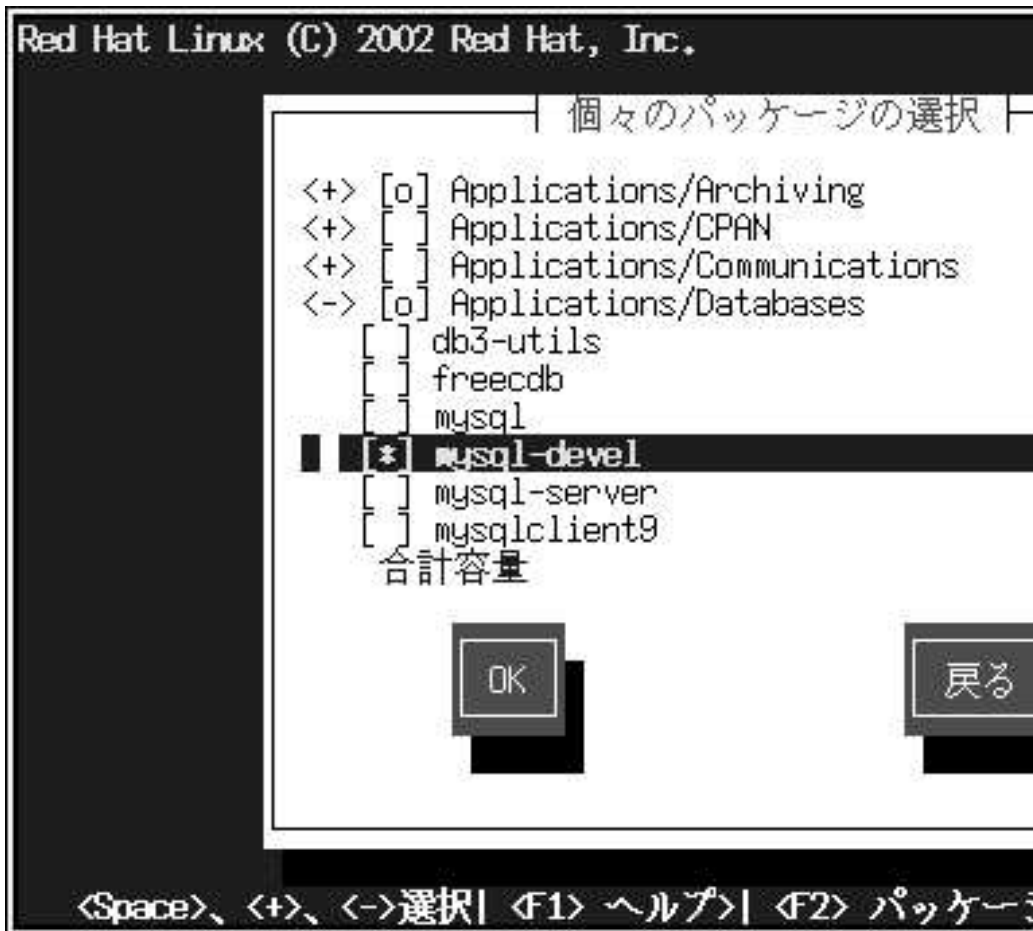 Red Hat Linux (C) 2002 Red Hat, Inc.
個々のパッケージの選択
<+> [o] Applications/Archiving
<+> [ ] Applications/CPAN
<+> [ ] Applications/Communications
<-> [o] Applications/Databases
[ ] db3-utils
[ ] freecdb
[ ] mysql
[*] mysql-devel
[ ] mysql-server
[ ] mysqlclient9
合計容量
OK
戻る
<Space>、<+>、<->選択| <F1> ヘルプ>| <F2> パッケージ